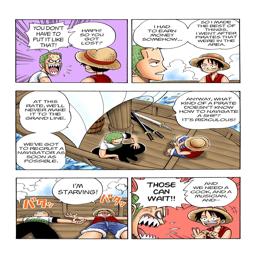 YOU DON'T
HAVE TO
PUT IT LIKE
THAT!
HMPH!
SO YOU
GOT
LOST?
I HAD
TO EARN
MONEY
SOMEHOW...
SO I MADE
THE BEST OF
THINGS.
I WENT AFTER
PIRATES THAT
WERE IN THE
AREA.
AT THIS
RATE, WE'LL
NEVER MAKE
IT TO THE
GRAND LINE.
WE'VE GOT
TO RECRUIT A
NAVIGATOR AS
SOON AS
POSSIBLE.
ANYWAY, WHAT
KIND OF A PIRATE
DOESN'T KNOW
HOW TO NAVIGATE
A SHIP?
IT'S RIDICULOUS!
I'M
STARVING!
THOSE
CAN
WAIT!!
AND WE
NEED A
COOK, AND A
MUSICIAN,
AND--